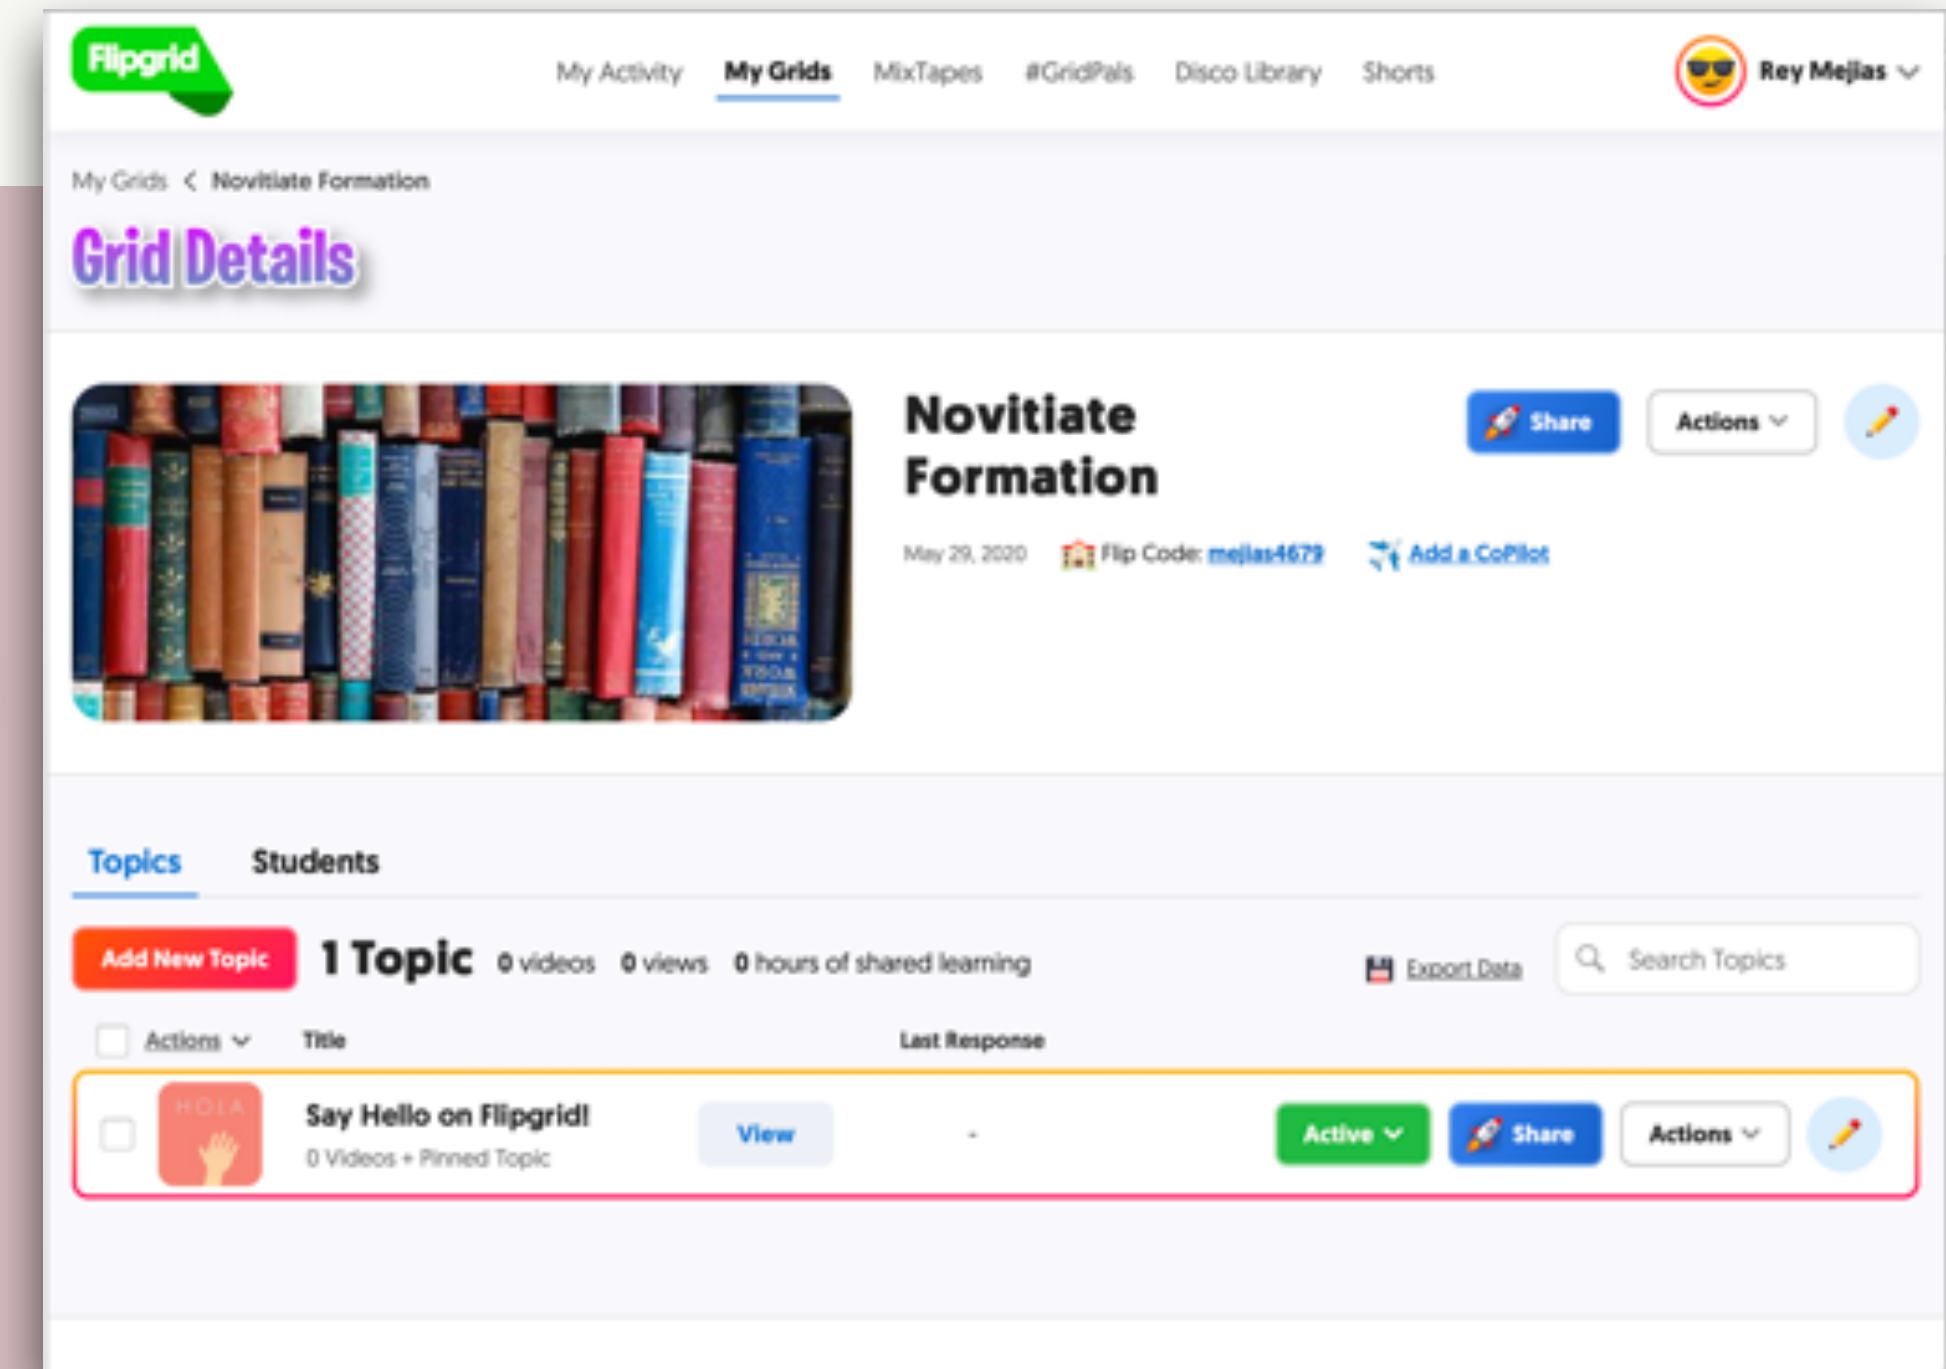 Flipgrid
My Activity My Grids MixTapes #GridPals Disco Library Shorts Rey Mejias
My Grids < Novitiate Formation
Grid Details
Novitiate
Formation
Share Actions
May 29, 2020 Flip Code: mejias4679 Add a CoPilot
Topics Students
Add New Topic 1 Topic 0 videos 0 views 0 hours of shared learning Export Data Search Topics
Actions Title Last Response
HOLA
Say Hello on Flipgrid! View - Active Share Actions
0 Videos + Pinned Topic